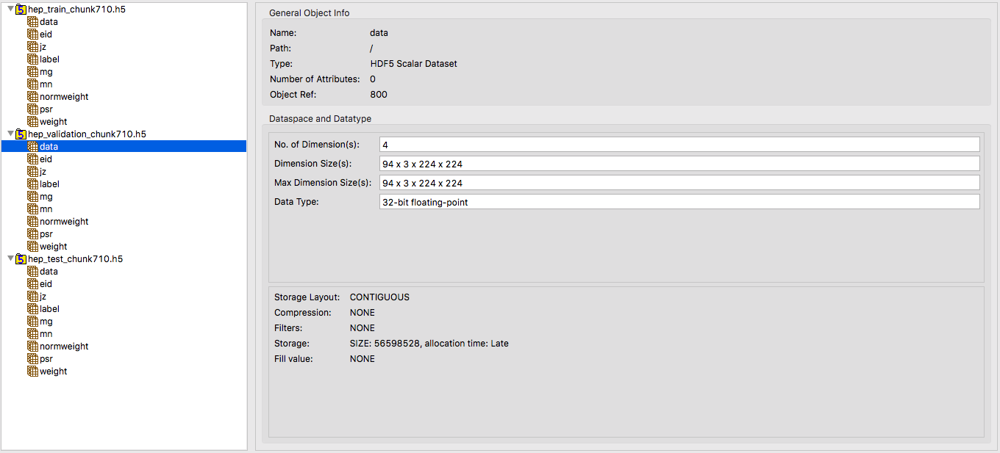 hep_train_chunk710.h5
data
eid
jz
label
mg
mn
normweight
psr
weight
hep_validation_chunk710.h5
data
eid
jz
label
mg
mn
normweight
psr
weight
hep_test_chunk710.h5
data
eid
jz
label
mg
mn
normweight
psr
weight
General Object Info
Name: data
Path: /
Type: HDF5 Scalar Dataset
Number of Attributes: 0
Object Ref: 800
Dataspace and Datatype
No. of Dimension(s): 4
Dimension Size(s): 94 x 3 x 224 x 224
Max Dimension Size(s): 94 x 3 x 224 x 224
Data Type: 32-bit floating-point
Storage Layout: CONTIGUOUS
Compression: NONE
Filters: NONE
Storage: SIZE: 56598528, allocation time: Late
Fill value: NONE